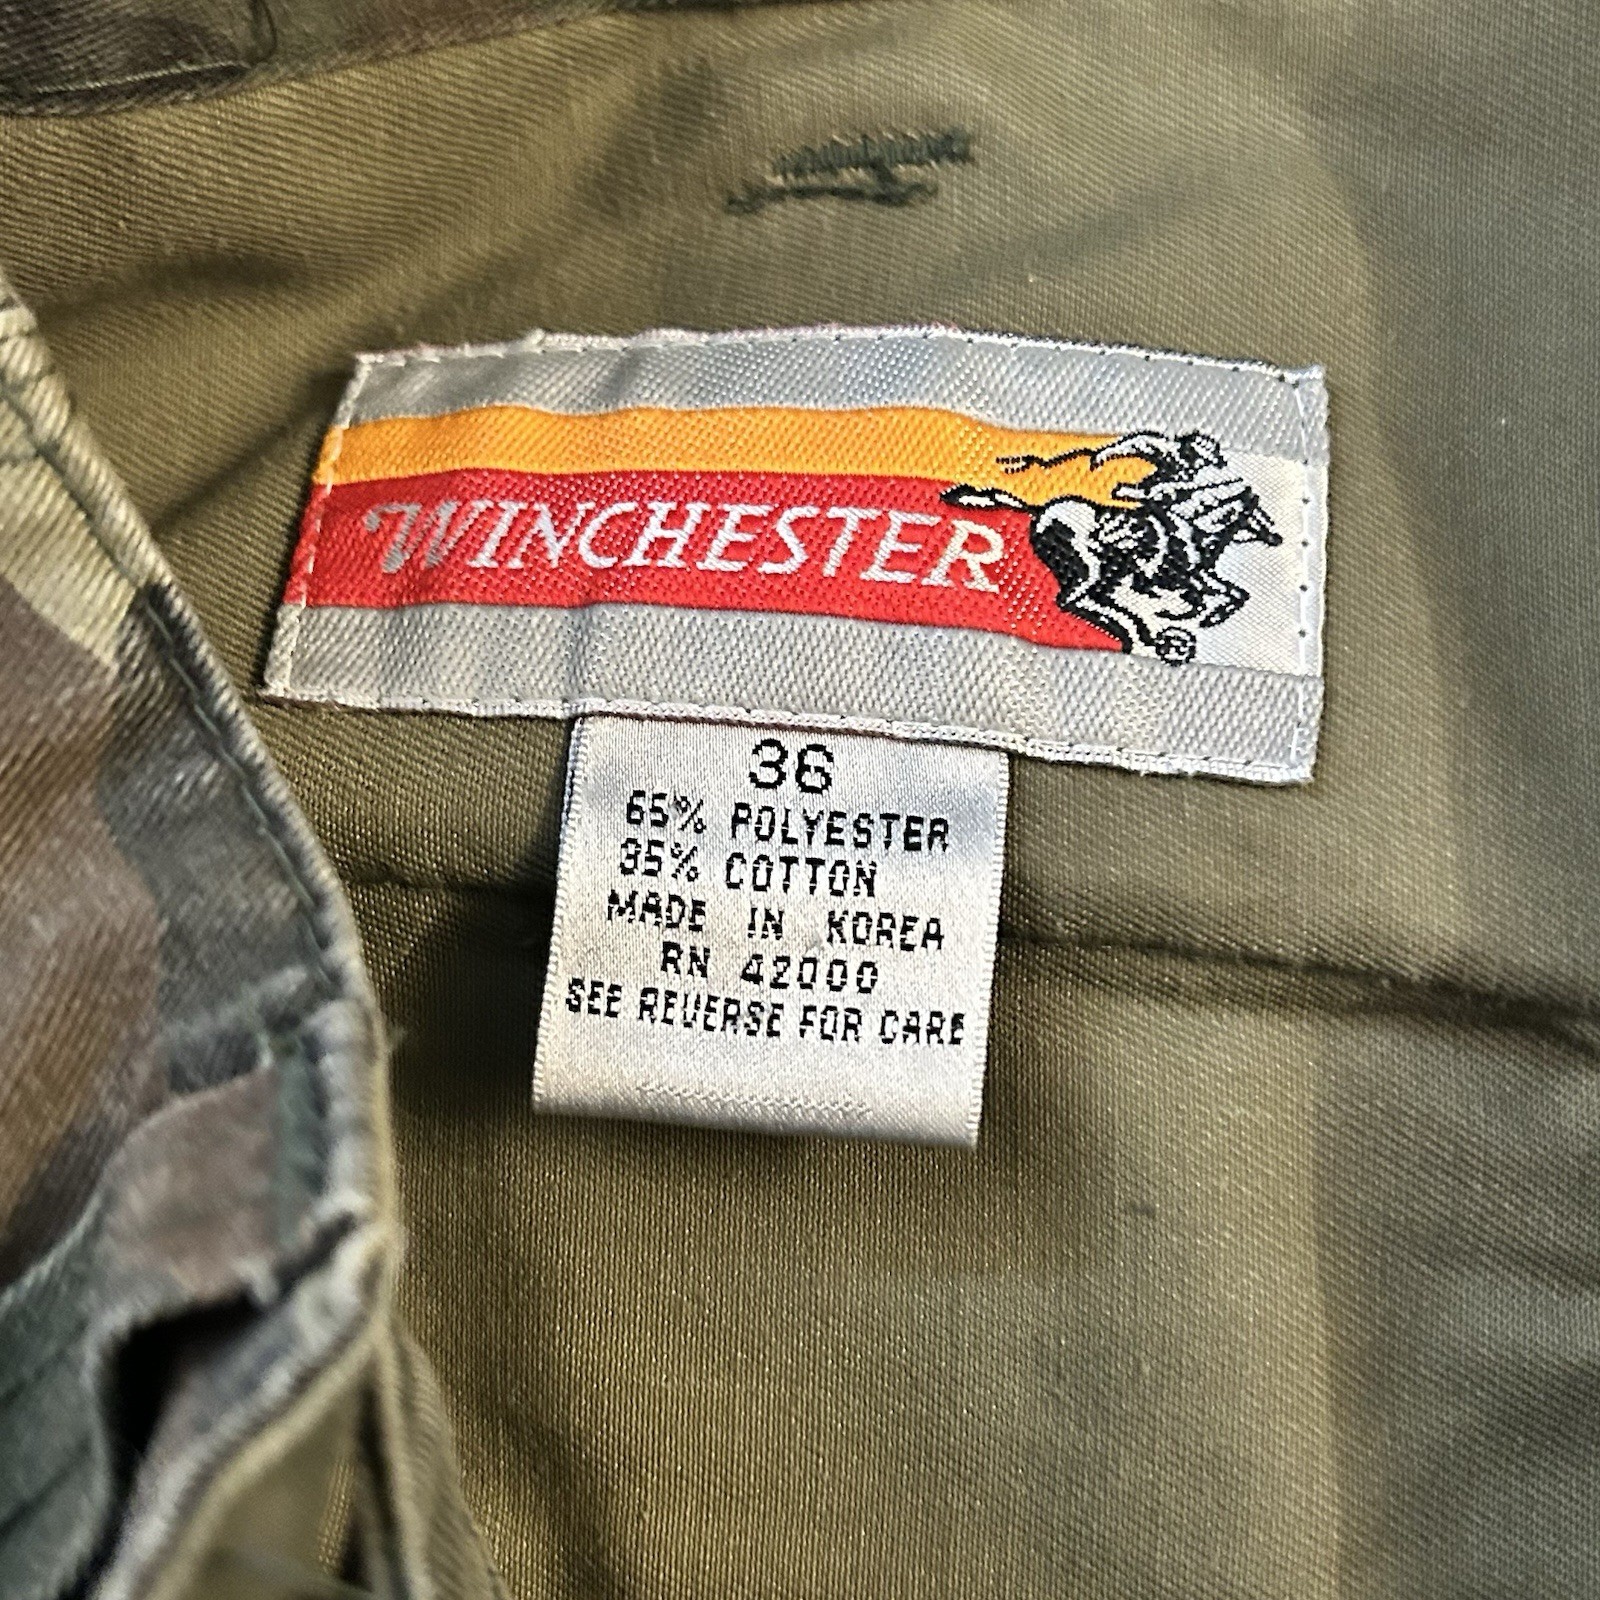 WINCHESTER
®
36
65% POLYESTER
35% COTTON
MADE IN KOREA
RN 42000
SEE REVERSE FOR CARE